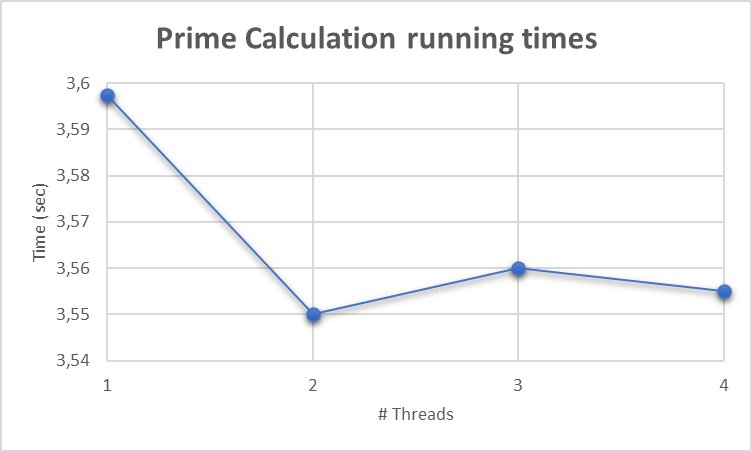 Prime Calculation running times
3,6
3,59
3,58
3,57
3,56
3,55
3,54
Time (sec)
1 2 3 4
# Threads